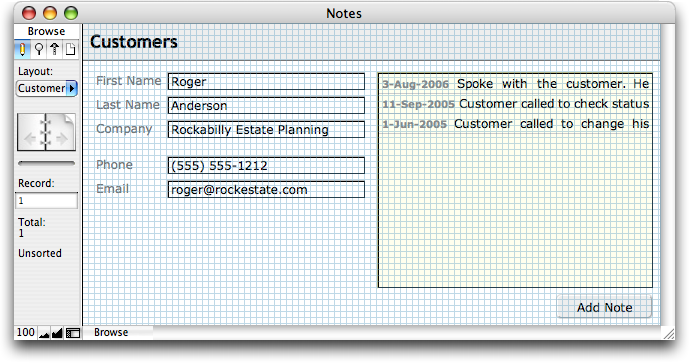 Notes
Browse
Customers
Layout:
Customer
First Name Roger
Last Name Anderson
Company Rockabilly Estate Planning
Phone (555) 555-1212
Email roger@rockestate.com
3-Aug-2006 Spoke with the customer. He
11-Sep-2005 Customer called to check status
1-Jun-2005 Customer called to change his
Record:
1
Total:
1
Unsorted
Add Note
100
Browse